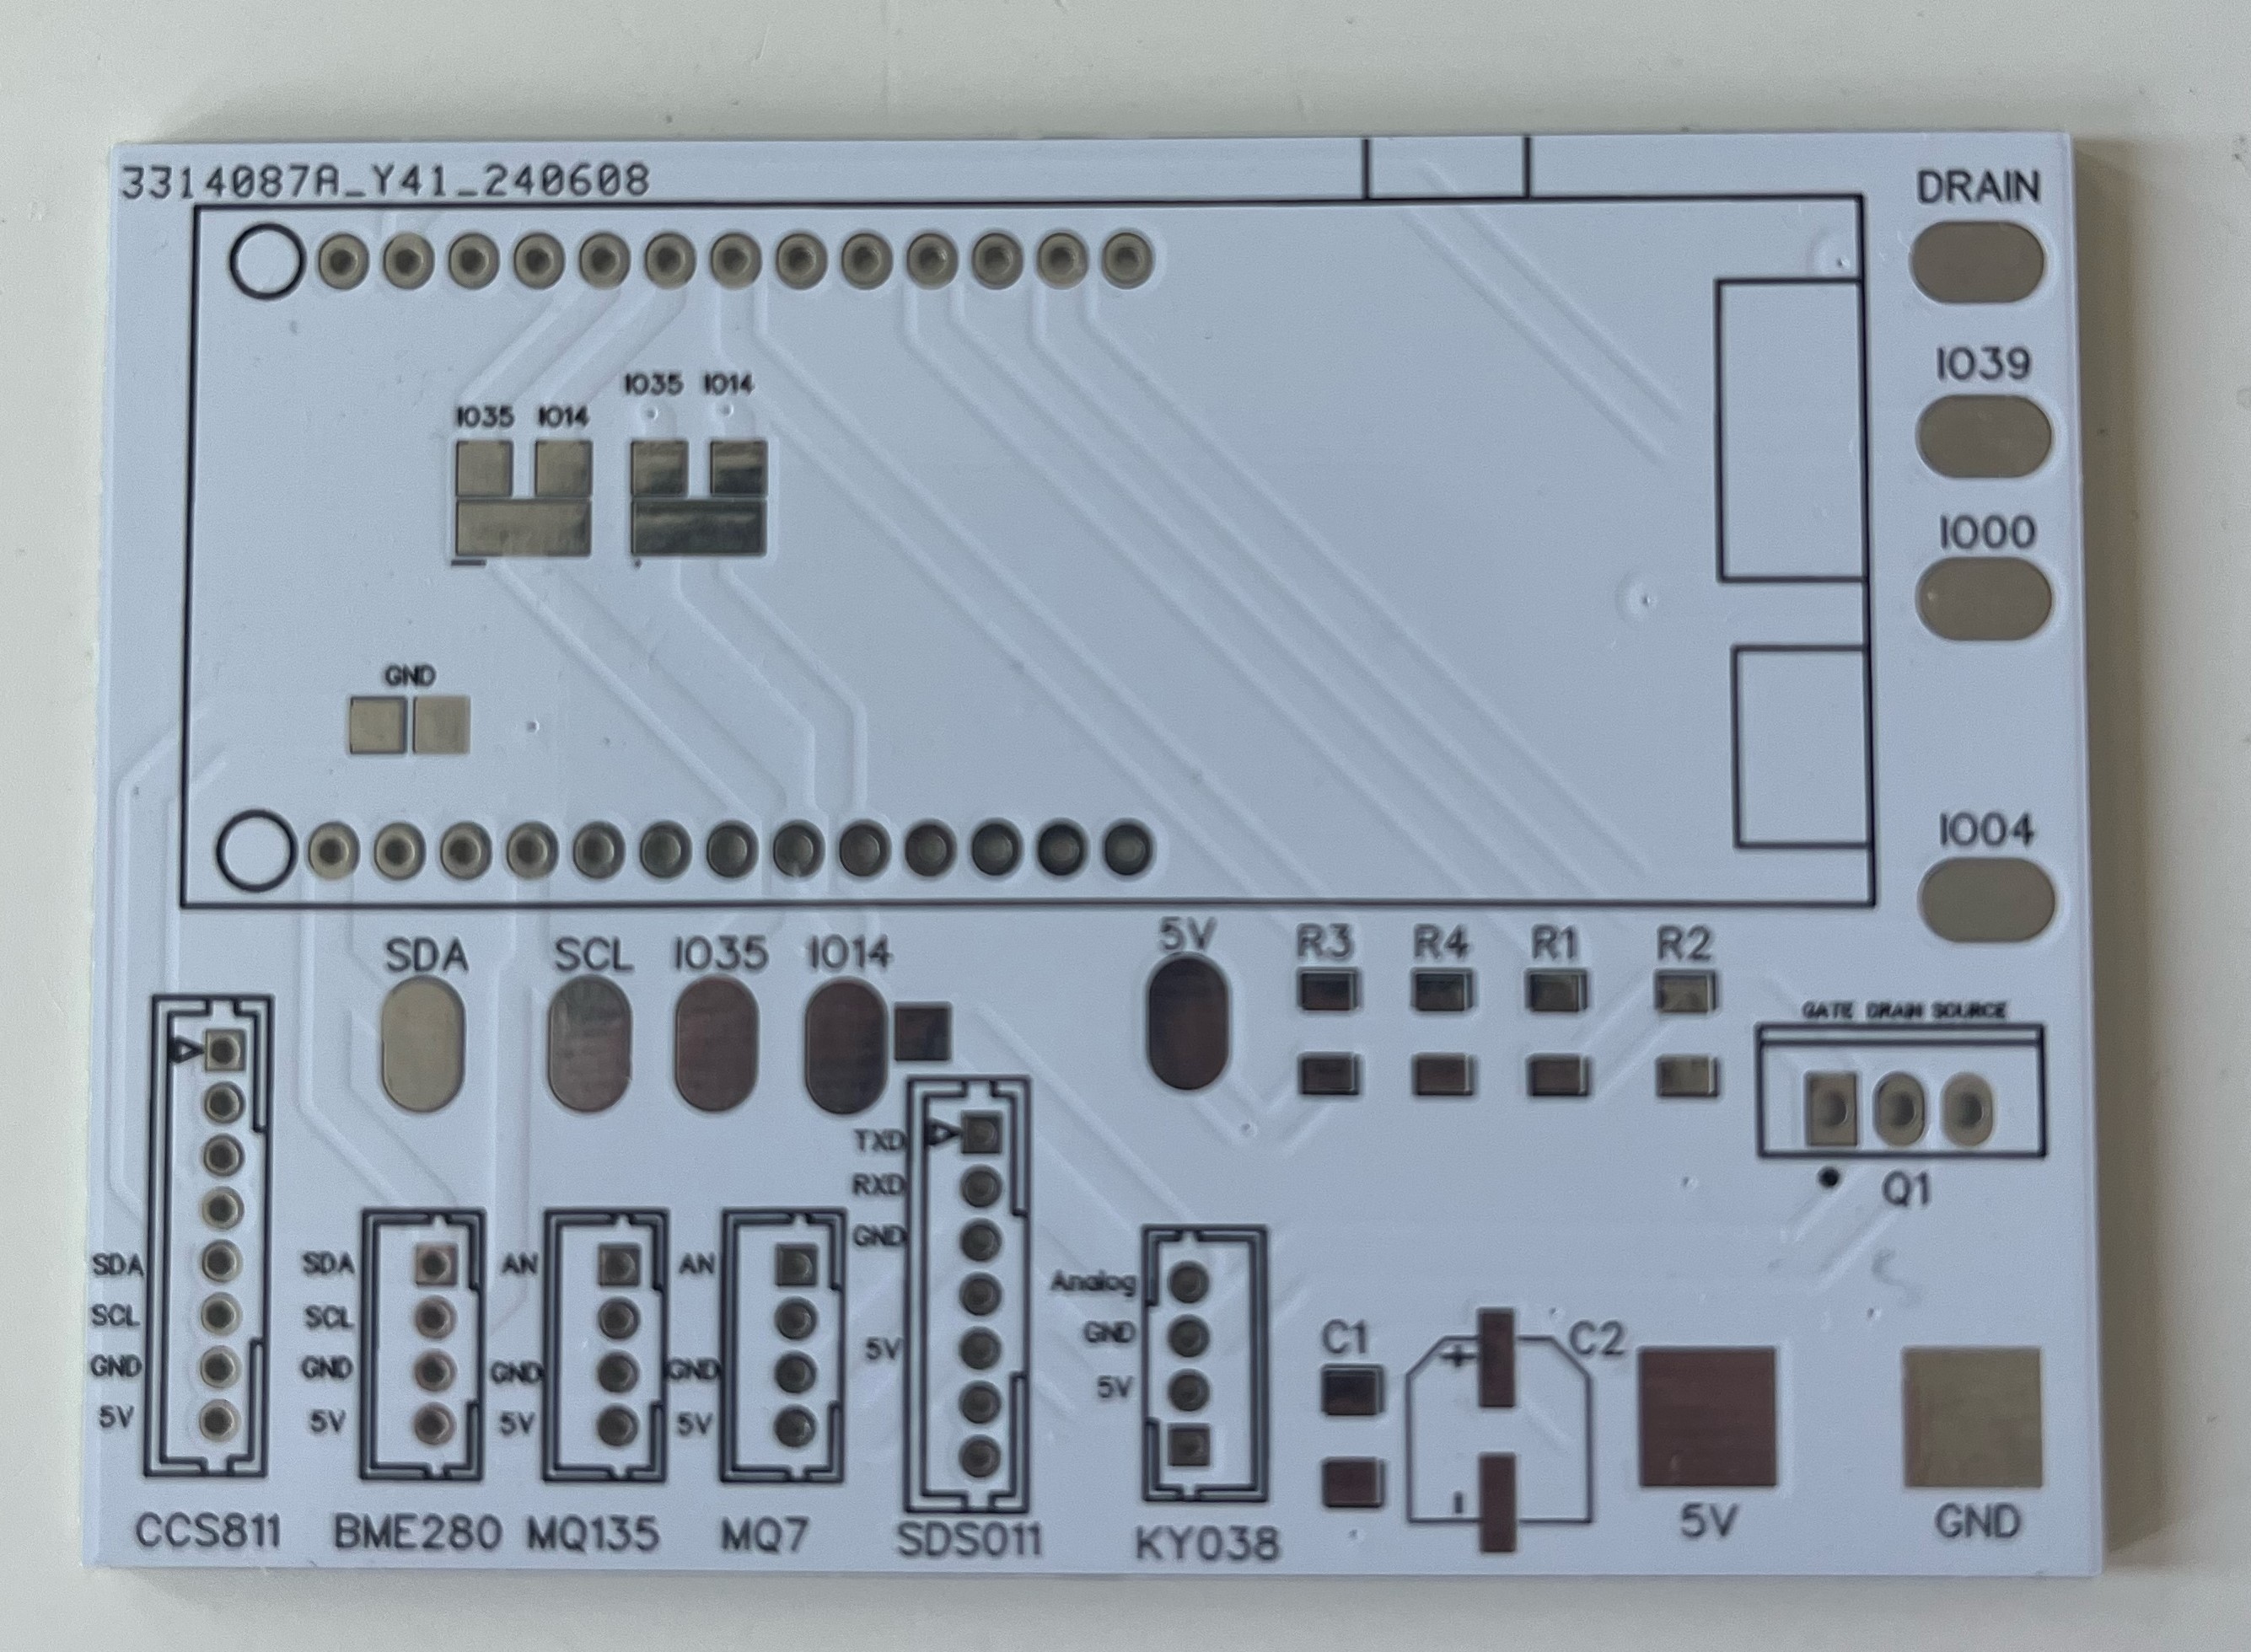 3314087A_Y41_240608
DRAIN
IO39
IO35 IO14
IO35 IO14
IO00
GND
IO04
SDA SCL IO35 IO14 5V R3 R4 R1 R2
GATE DRAIN SOURCE
TXD
RXD
GND
Q1
SDA SDA AN AN
SCL SCL
GND GND GND GND
5V 5V 5V 5V
5V
Analog
GND
5V
C1 + C2
-
5V GND
CCS811 BME280 MQ135 MQ7 SDS011 KY038